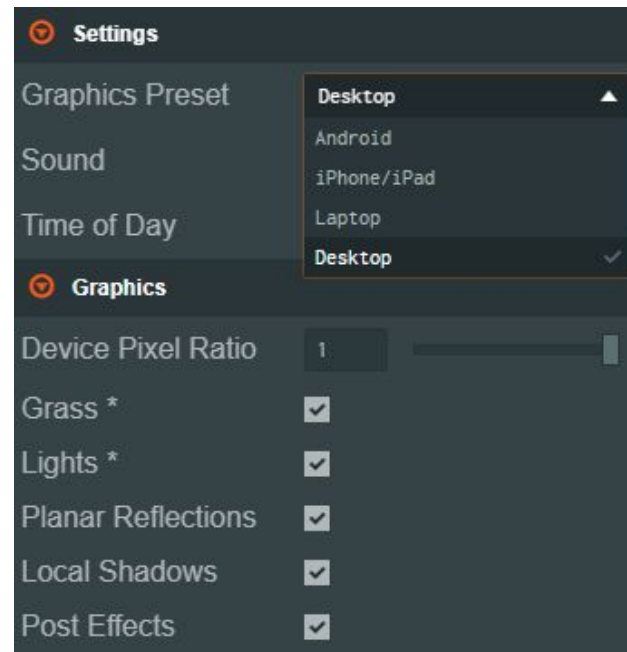 Settings
Graphics Preset
Desktop
Android
Sound
iPhone/iPad
Laptop
Time of Day
Desktop
Graphics
Device Pixel Ratio 1
Grass *
Lights *
Planar Reflections
Local Shadows
Post Effects